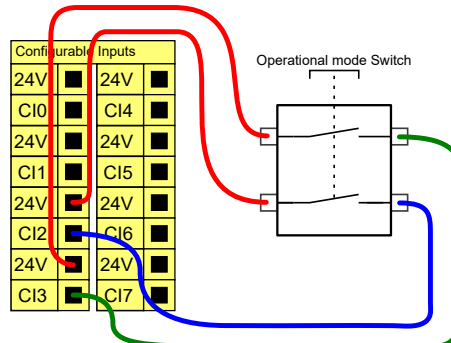 Configurable Inputs
Operational mode Switch
24V 24V
CI0 CI4
24V 24V
CI1 CI5
24V 24V
CI2 CI6
24V 24V
CI3 CI7